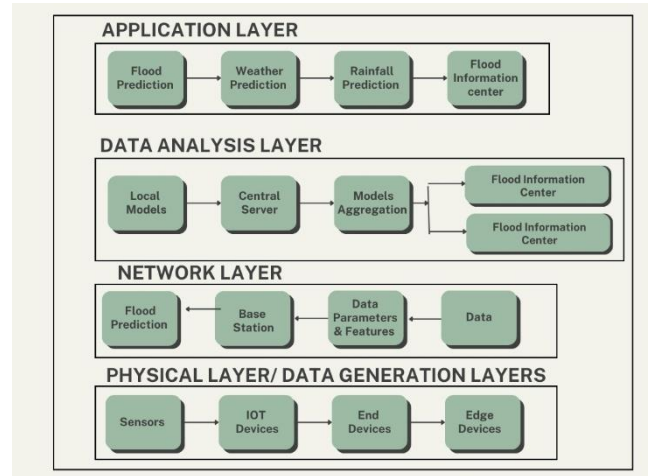 APPLICATION LAYER
Flood
Prediction
Weather
Prediction
Rainfall
Prediction
Flood
Information
center
DATA ANALYSIS LAYER
Local
Models
Central
Server
Models
Aggregation
Flood Information
Center
Flood Information
Center
NETWORK LAYER
Flood
Prediction
Base
Station
Data
Parameters
& Features
Data
PHYSICAL LAYER/ DATA GENERATION LAYERS
Sensors
IOT
Devices
End
Devices
Edge
Devices